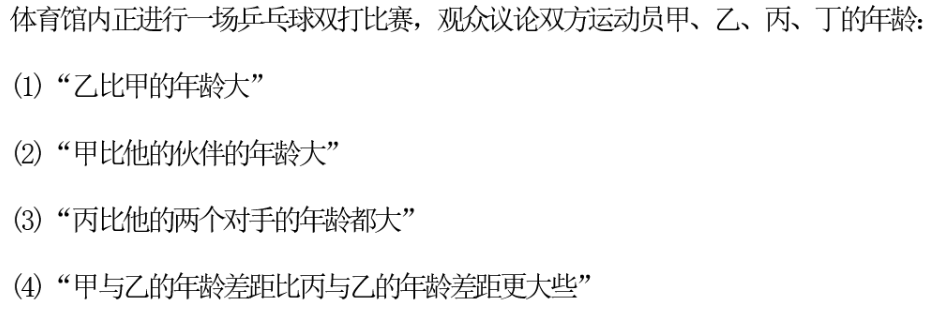 体育馆内正进行一场乒乓球双打比赛，观众议论双方运动员甲、乙、丙、丁的年龄：
(1) “乙比甲的年龄大”
(2) “甲比他的伙伴的年龄大”
(3) “丙比他的两个对手的年龄都大”
(4) “甲与乙的年龄差距比丙与乙的年龄差距更大些”